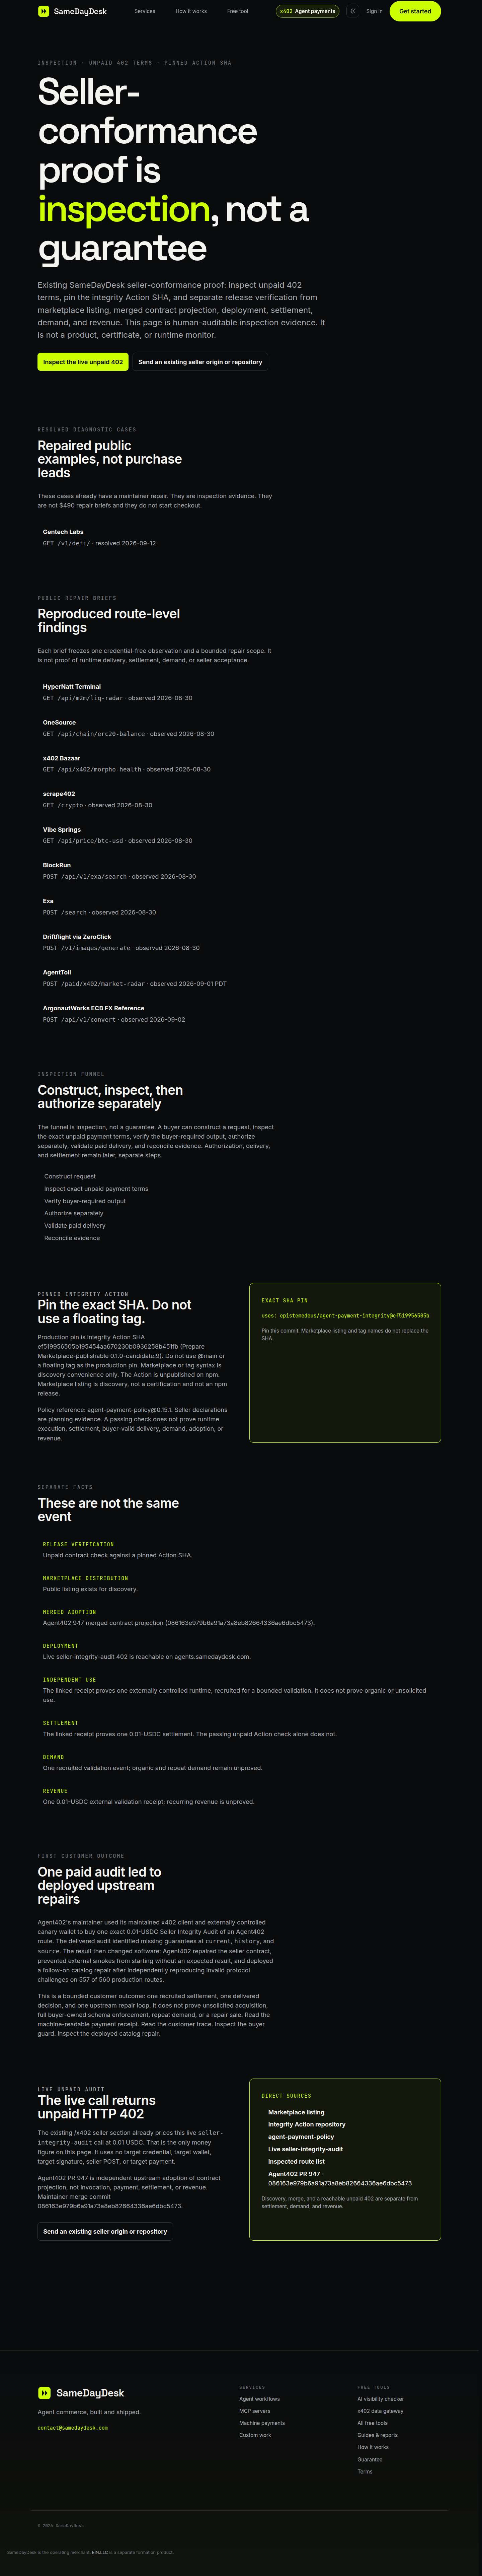 SameDayDesk
Services
How it works
Free tool
x402 Agent payments
Sign in
Get started
INSPECTION · UNPAID 402 TERMS · PINNED ACTION SHA
Seller-
conformance
proof is
inspection, not a
guarantee
Existing SameDayDesk seller-conformance proof: inspect unpaid 402
terms, pin the integrity Action SHA, and separate release verification from
marketplace listing, merged contract projection, deployment, settlement,
demand, and revenue. This page is human-auditable inspection evidence. It
is not a product, certificate, or runtime monitor.
Inspect the live unpaid 402
Send an existing seller origin or repository
RESOLVED DIAGNOSTIC CASES
Repaired public
examples, not purchase
leads
These cases already have a maintainer repair. They are inspection evidence. They
are not $490 repair briefs and they do not start checkout.
Gentech Labs
GET /v1/defi/ · resolved 2026-09-12
PUBLIC REPAIR BRIEFS
Reproduced route-level
findings
Each brief freezes one credential-free observation and a bounded repair scope. It
is not proof of runtime delivery, settlement, demand, or seller acceptance.
HyperNatt Terminal
GET /api/m2m/liq-radar · observed 2026-08-30
OneSource
GET /api/chain/erc20-balance · observed 2026-08-30
x402 Bazaar
GET /api/x402/morpho-health · observed 2026-08-30
scrape402
GET /crypto · observed 2026-08-30
Vibe Springs
GET /api/price/btc-usd · observed 2026-08-30
BlockRun
POST /api/v1/exa/search · observed 2026-08-30
Exa
POST /search · observed 2026-08-30
Driftflight via ZeroClick
POST /v1/images/generate · observed 2026-08-30
AgentToll
POST /paid/x402/market-radar · observed 2026-09-01 PDT
ArgonautWorks ECB FX Reference
POST /api/v1/convert · observed 2026-09-02
INSPECTION FUNNEL
Construct, inspect, then
authorize separately
The funnel is inspection, not a guarantee. A buyer can construct a request, inspect
the exact unpaid payment terms, verify the buyer-required output, authorize
separately, validate paid delivery, and reconcile evidence. Authorization, delivery,
and settlement remain later, separate steps.
Construct request
Inspect exact unpaid payment terms
Verify buyer-required output
Authorize separately
Validate paid delivery
Reconcile evidence
PINNED INTEGRITY ACTION
Pin the exact SHA. Do not
use a floating tag.
Production pin is Integrity Action SHA
ef519956505b195454aa670230b0936258b451fb (Prepare
Marketplace-publishable 0.1.0-candidate.9). Do not use @main or
a floating tag as the production pin. Marketplace or tag syntax is
discovery convenience only. The Action is unpublished on npm.
Marketplace listing is discovery, not a certification and not an npm
release.
Policy reference: agent-payment-policy@0.15.1. Seller declarations
are planning evidence. A passing check does not prove runtime
execution, settlement, buyer-valid delivery, demand, adoption, or
revenue.
EXACT SHA PIN
uses: epistemedeus/agent-payment-integrity@ef519956505b
Pin this commit. Marketplace listing and tag names do not replace the
SHA.
SEPARATE FACTS
These are not the same
event
RELEASE VERIFICATION
Unpaid contract check against a pinned Action SHA.
MARKETPLACE DISTRIBUTION
Public listing exists for discovery.
MERGED ADOPTION
Agent402 947 merged contract projection (086163e979b6a91a73a8eb82664336ae6dbc5473).
DEPLOYMENT
Live seller-integrity-audit 402 is reachable on agents.samedaydesk.com.
INDEPENDENT USE
The linked receipt proves one externally controlled runtime, recruited for a bounded validation. It does not prove organic or unsolicited
use.
SETTLEMENT
The linked receipt proves one 0.01-USDC settlement. The passing unpaid Action check alone does not.
DEMAND
One recruited validation event; organic and repeat demand remain unproved.
REVENUE
One 0.01-USDC external validation receipt; recurring revenue is unproved.
FIRST CUSTOMER OUTCOME
One paid audit led to
deployed upstream
repairs
Agent402's maintainer used its maintained x402 client and externally controlled
canary wallet to buy one exact 0.01-USDC Seller Integrity Audit of an Agent402
route. The delivered audit identified missing guarantees at current, history, and
source. The result then changed software: Agent402 repaired the seller contract,
prevented external smokes from starting without an expected result, and deployed
a follow-on catalog repair after independently reproducing invalid protocol
challenges on 557 of 560 production routes.
This is a bounded customer outcome: one recruited settlement, one delivered
decision, and one upstream repair loop. It does not prove unsolicited acquisition,
full buyer-owned schema enforcement, repeat demand, or a repair sale. Read the
machine-readable payment receipt. Read the customer trace. Inspect the buyer
guard. Inspect the deployed catalog repair.
LIVE UNPAID AUDIT
The live call returns
unpaid HTTP 402
The existing /x402 seller section already prices this live seller-
integrity-audit call at 0.01 USDC. That is the only money
figure on this page. It uses no target credential, target wallet,
target signature, seller POST, or target payment.
Agent402 PR 947 is independent upstream adoption of contract
projection, not invocation, payment, settlement, or revenue.
Maintainer merge commit
086163e979b6a91a73a8eb82664336ae6dbc5473.
Send an existing seller origin or repository
DIRECT SOURCES
Marketplace listing
Integrity Action repository
agent-payment-policy
Live seller-integrity-audit
Inspected route list
Agent402 PR 947 ·
086163e979b6a91a73a8eb82664336ae6dbc5473
Discovery, merge, and a reachable unpaid 402 are separate from
settlement, demand, and revenue.
SameDayDesk
Agent commerce, built and shipped.
contact@samedaydesk.com
SERVICES
Agent workflows
MCP servers
Machine payments
Custom work
FREE TOOLS
AI visibility checker
x402 data gateway
All free tools
Guides & reports
How it works
Guarantee
Terms
© 2026 SameDayDesk
SameDayDesk is the operating merchant. EIN.LLC is a separate formation product.